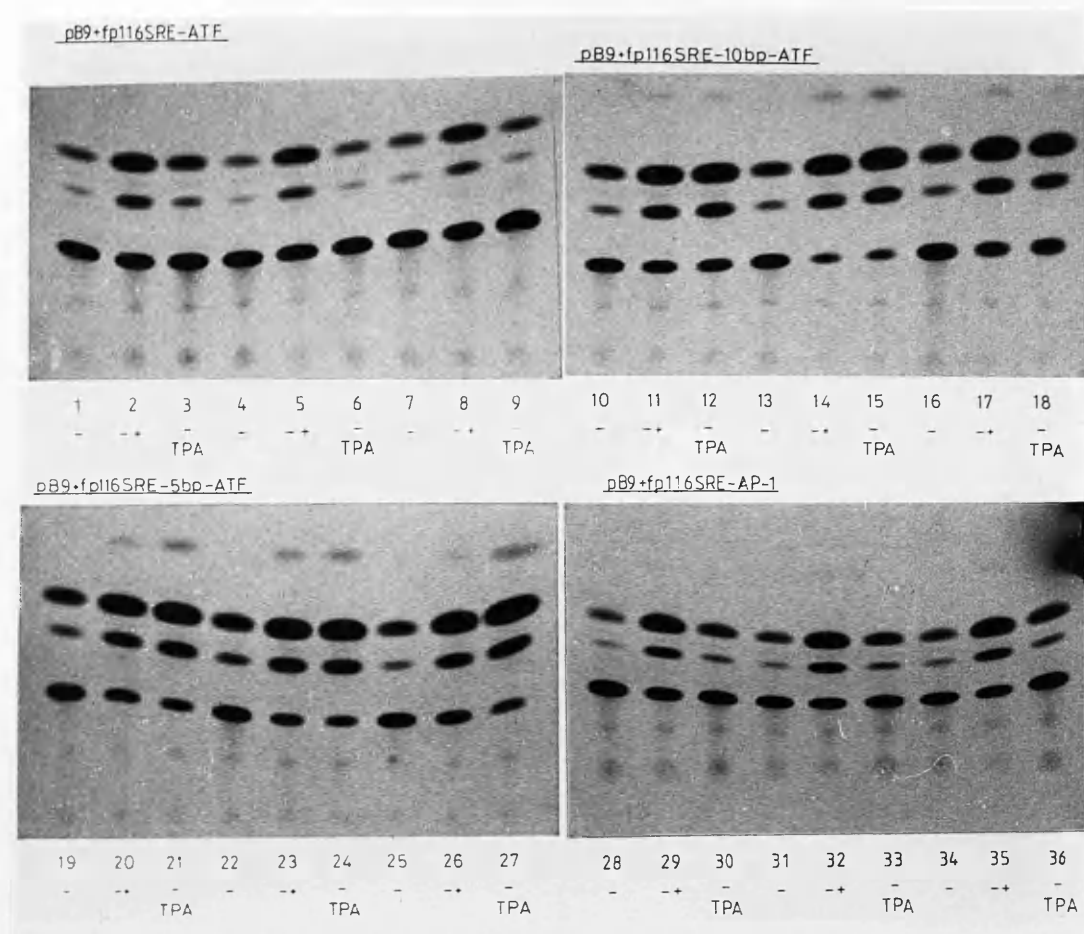 pB9+fp116SRE-ATF
pB9+fp116SRE-10bp-ATF
1 2 3 4 5 6 7 8 9
- -+ - - -+ - - -+ -
TPA TPA TPA
10 11 12 13 14 15 16 17 18
- -+ - - -+ - - -+ -
TPA TPA TPA
pB9+fp116SRE-5bp-ATF
pB9+fp116SRE-AP-1
19 20 21 22 23 24 25 26 27
- -+ - - -+ - - -+ -
TPA TPA TPA
28 29 30 31 32 33 34 35 36
- -+ - - -+ - - -+ -
TPA TPA TPA